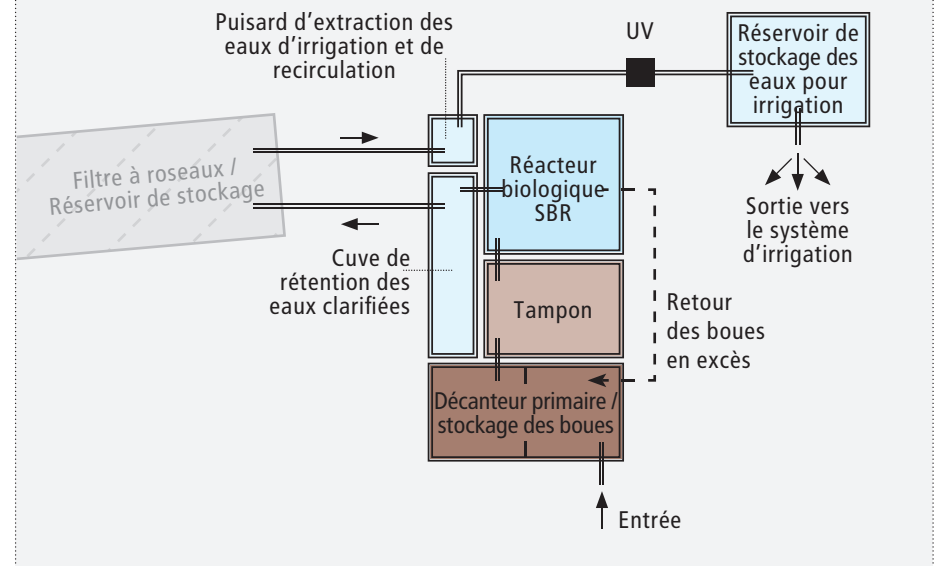 Puisard d’extraction des
eaux d’irrigation et de
recirculation
UV
Réservoir de
stockage des
eaux pour
irrigation
Filtre à roseaux /
Réservoir de stockage
Réacteur
biologique
SBR
Sortie vers
le système
d’irrigation
Cuve de
rétention des
eaux clarifiées
Tampon
Retour
des boues
en excès
Décanteur primaire /
stockage des boues
Entrée